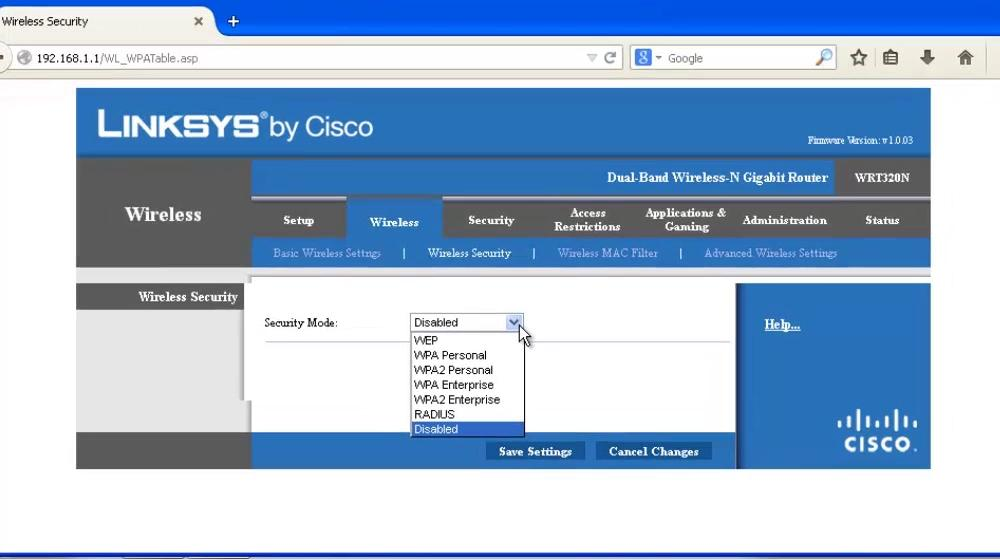 Wireless Security
192.168.1.1/WL_WPATable.asp
Google
LINKSYS® by Cisco
Firmware Version: v1.0.03
Dual-Band Wireless-N Gigabit Router WRT320N
Wireless
Setup Wireless Security Access Restrictions Applications & Gaming Administration Status
Basic Wireless Settngs | Wireless Security | Wireless MAC Filter | Advanced Wireless Settings
Wireless Security
Security Mode: Disabled
Help...
WEP
WPA Personal
WPA2 Personal
WPA Enterprise
WPA2 Enterprise
RADIUS
Disabled
Save Settings Cancel Changes
CISCO.